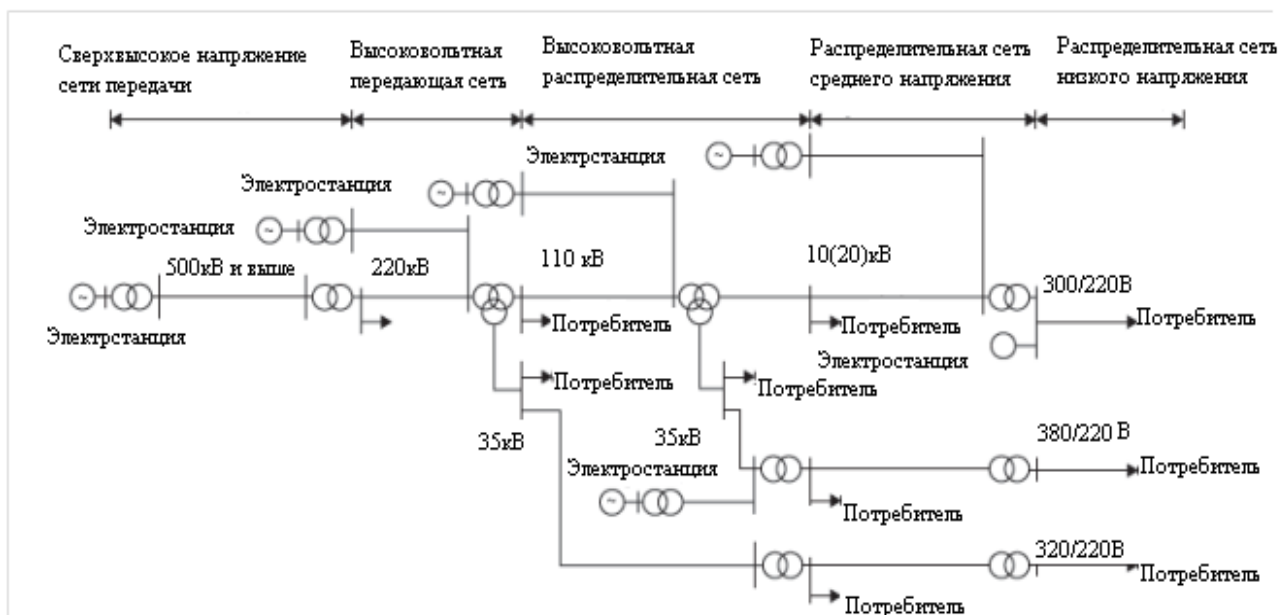 Сверхвысокое напряжение
сети передачи
Высоковольтная
передающая сеть
Высоковольтная
распределительная сеть
Распределительная сеть
среднего напряжения
Распределительная сеть
низкого напряжения
Электрстанция
Электростанция
Электростанция
500кВ и выше
220кВ
110 кВ
10(20)кВ
300/220В
Электростанция
Потребитель
Потребитель
Потребитель
Электростанция
Потребитель
Потребитель
35кВ
35кВ
380/220 В
Электростанция
Потребитель
Потребитель
320/220В
Потребитель
Потребитель